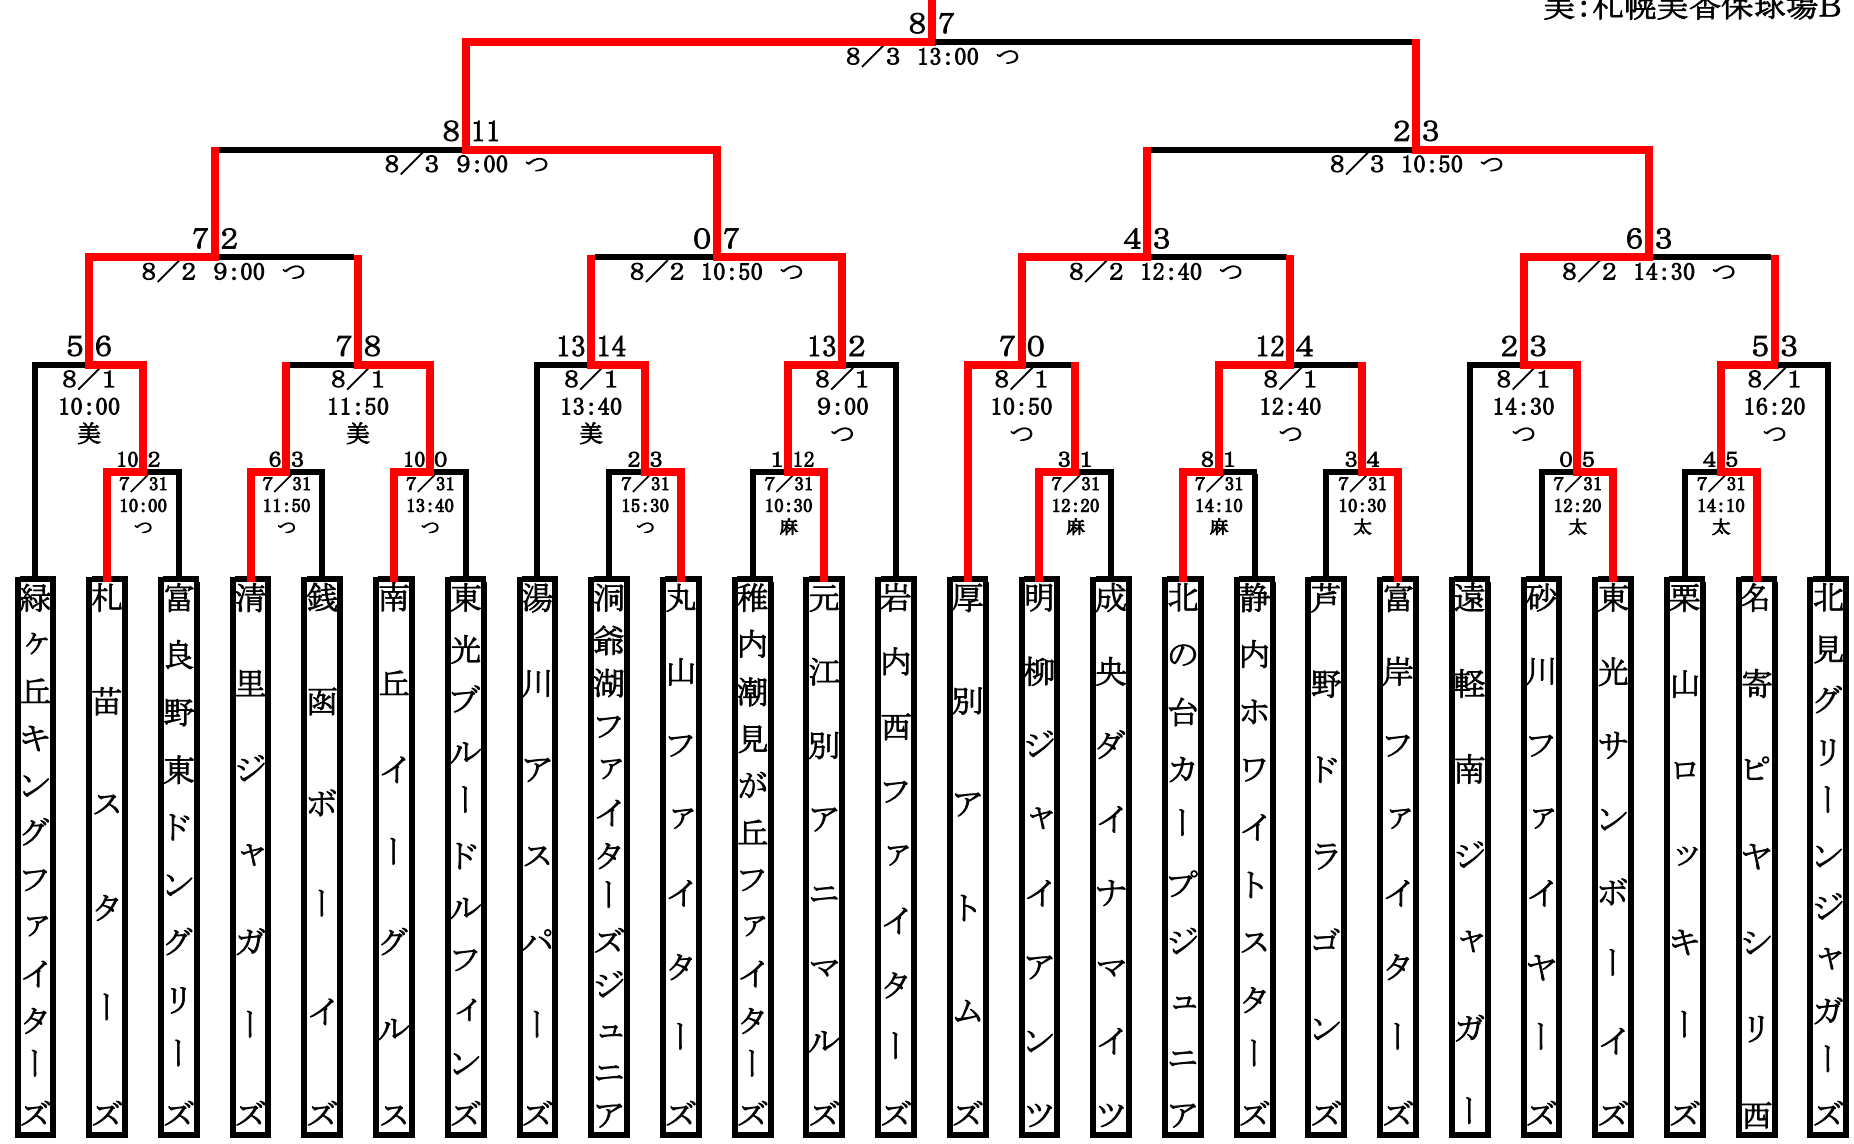 美:札幌美香保球場B
8 7
8／3 13:00 つ
8 11
8／3 9:00 つ
2 3
8／3 10:50 つ
7 2
8／2 9:00 つ
0 7
8／2 10:50 つ
4 3
8／2 12:40 つ
6 3
8／2 14:30 つ
5 6
8／1
10:00
美
7 8
8／1
11:50
美
13 14
8／1
13:40
美
13 2
8／1
9:00
つ
7 0
8／1
10:50
つ
12 4
8／1
12:40
つ
2 3
8／1
14:30
つ
5 3
8／1
16:20
つ
10 2
7／31
10:00
つ
6 3
7／31
11:50
つ
10 0
7／31
13:40
つ
2 3
7／31
15:30
つ
1 12
7／31
10:30
麻
3 1
7／31
12:20
麻
8 1
7／31
14:10
麻
3 4
7／31
10:30
太
0 5
7／31
12:20
太
4 5
7／31
14:10
太
緑ヶ丘キングファイターズ
札苗スターズ
富良野東ドングリーズ
清里ジャガーズ
銭函ボーイズ
南丘イーグルス
東光ブルードルフィンズ
湯川アスパーズ
洞爺湖ファイターズジュニア
丸山ファイターズ
稚内潮見が丘ファイターズ
元江別アニマルズ
岩内西ファイターズ
厚別アトムズ
明柳ジャイアンツ
成央ダイナマイツ
北の台カープジュニア
静内ホワイトスターズ
芦野ドラゴンズ
富岸ファイターズ
遠軽南ジャガー
砂川ファイヤーズ
東光サンボーイズ
栗山ロッキーズ
名寄ピヤシリ西
北見グリーンジャガーズ